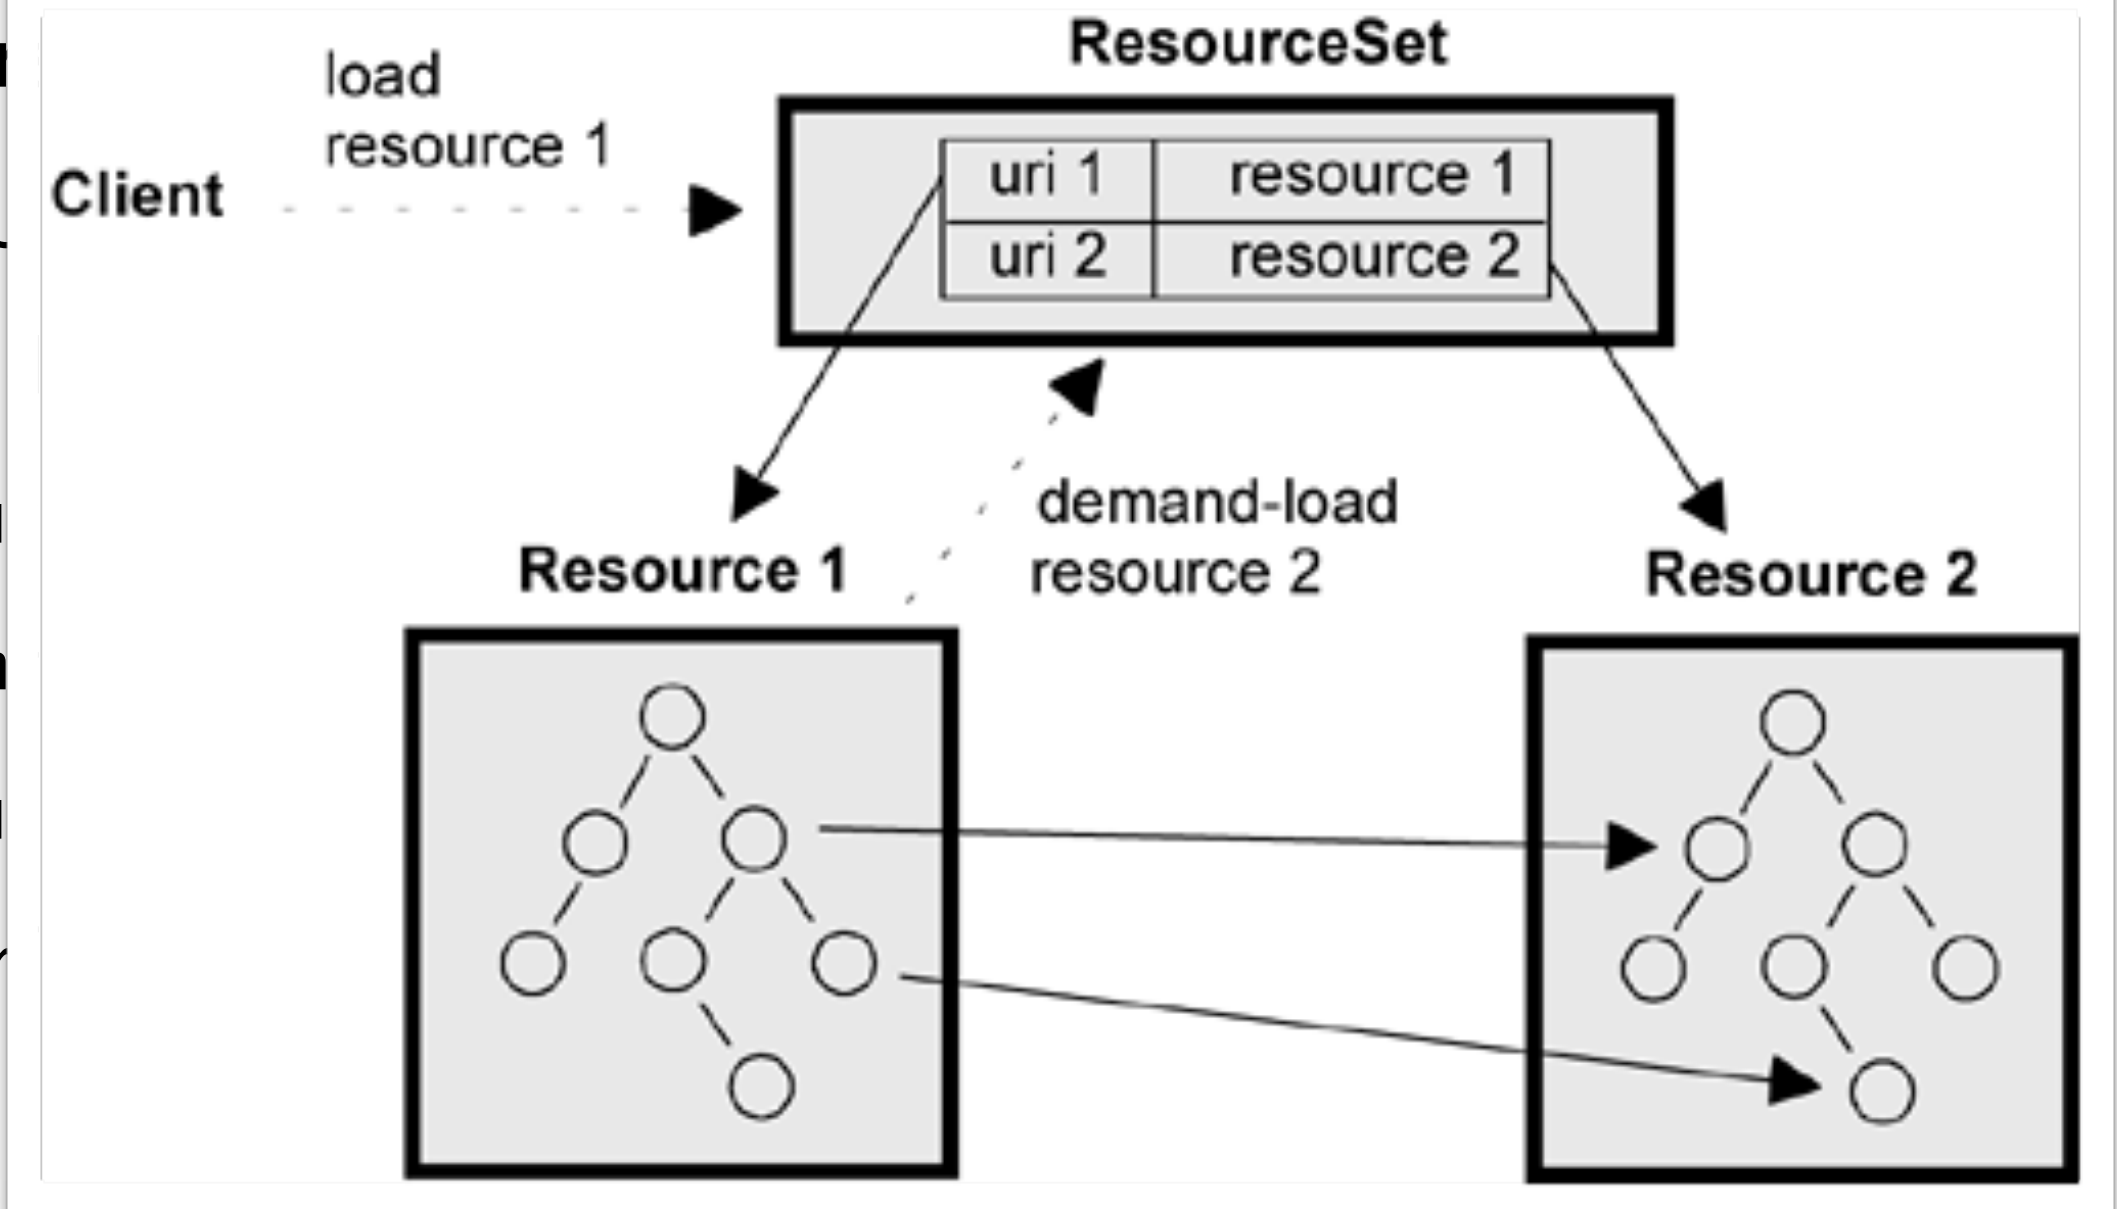 ResourceSet
load
resource 1
Client
uri 1 resource 1
uri 2 resource 2
demand-load
resource 2
Resource 1
Resource 2